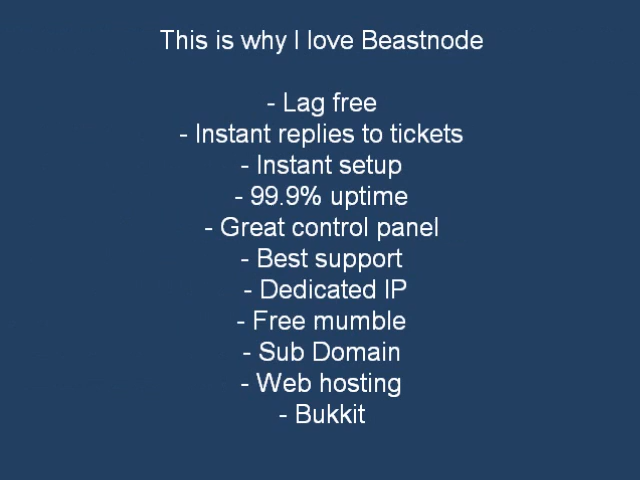 This is why I love Beastnode
- Lag free
- Instant replies to tickets
- Instant setup
- 99.9% uptime
- Great control panel
- Best support
- Dedicated IP
- Free mumble
- Sub Domain
- Web hosting
- Bukkit